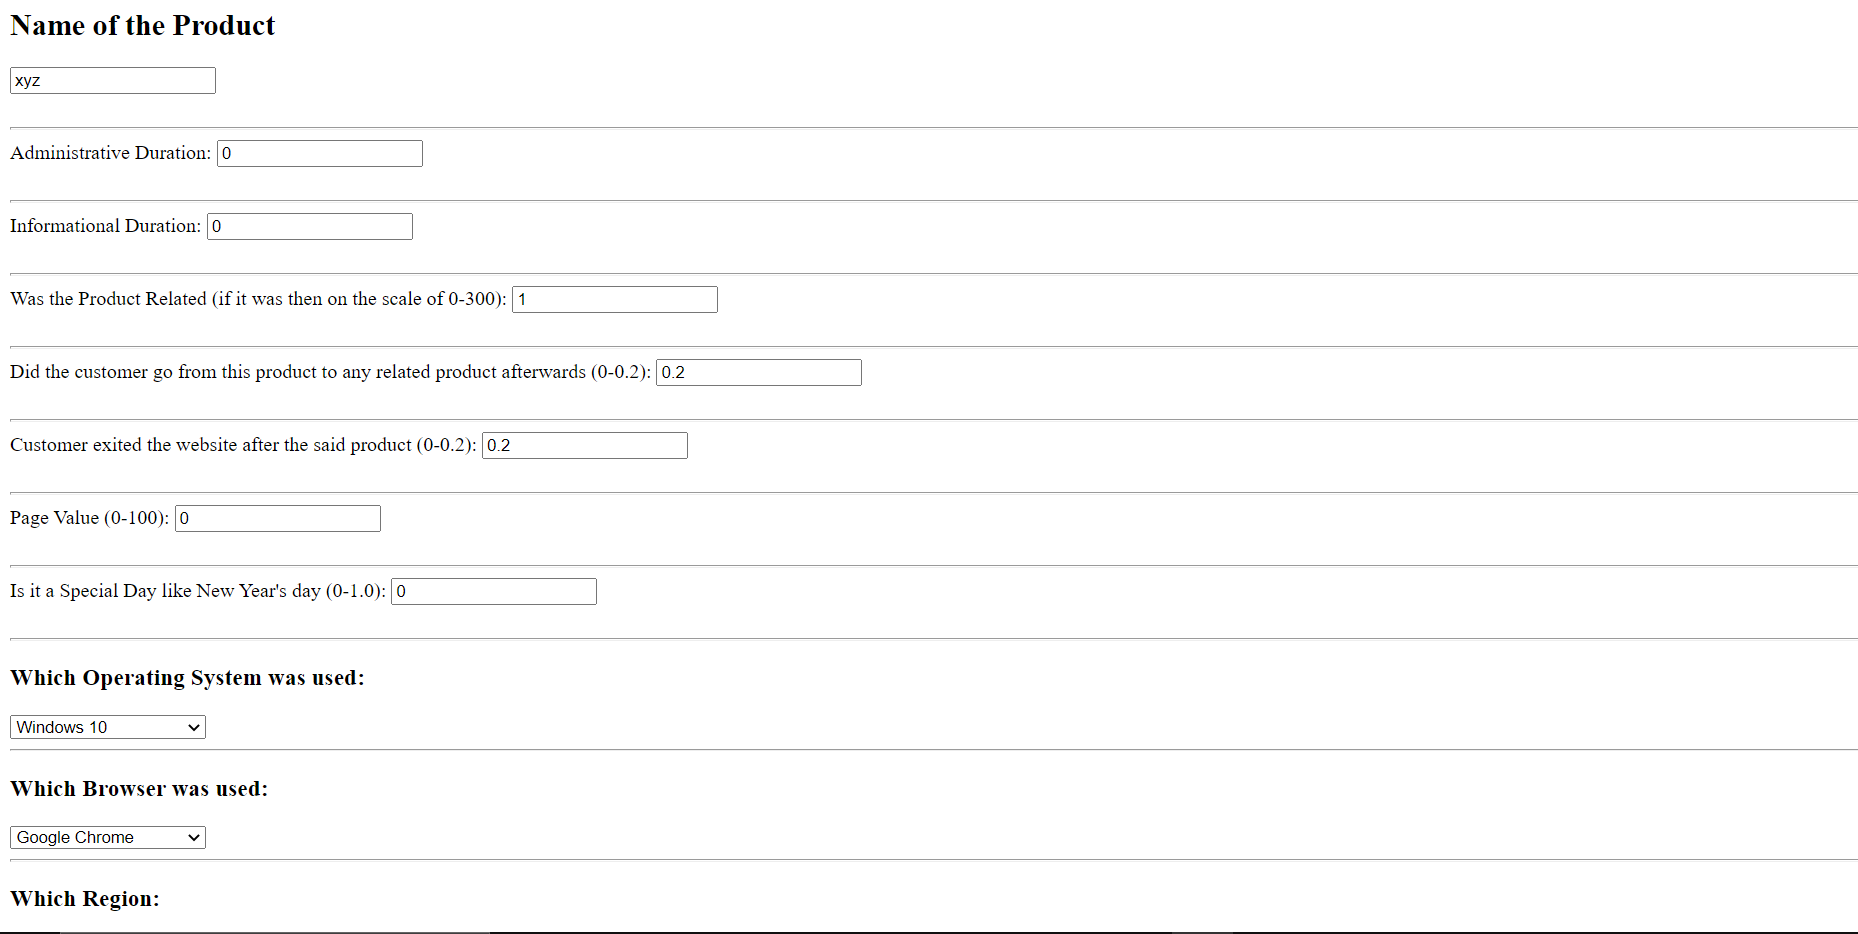 Name of the Product
xyz
Administrative Duration: 0
Informational Duration: 0
Was the Product Related (if it was then on the scale of 0-300): 1
Did the customer go from this product to any related product afterwards (0-0.2): 0.2
Customer exited the website after the said product (0-0.2): 0.2
Page Value (0-100): 0
Is it a Special Day like New Year's day (0-1.0): 0
Which Operating System was used:
Windows 10
Which Browser was used:
Google Chrome
Which Region: